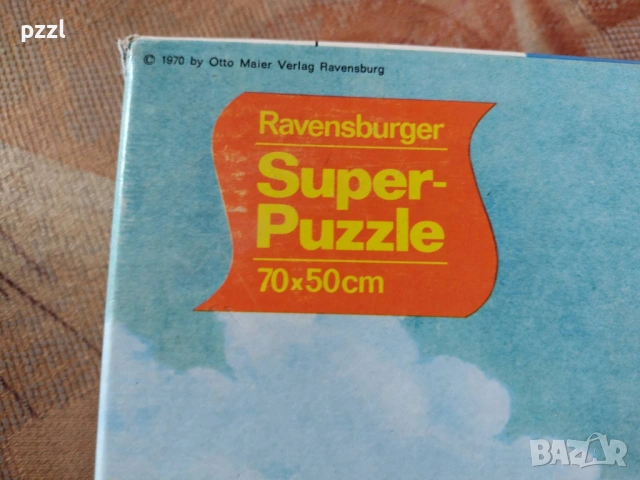 pzzl
© 1970 by Otto Maier Verlag Ravensburg
Ravensburger
Super-
Puzzle
70x50cm
BAZAR